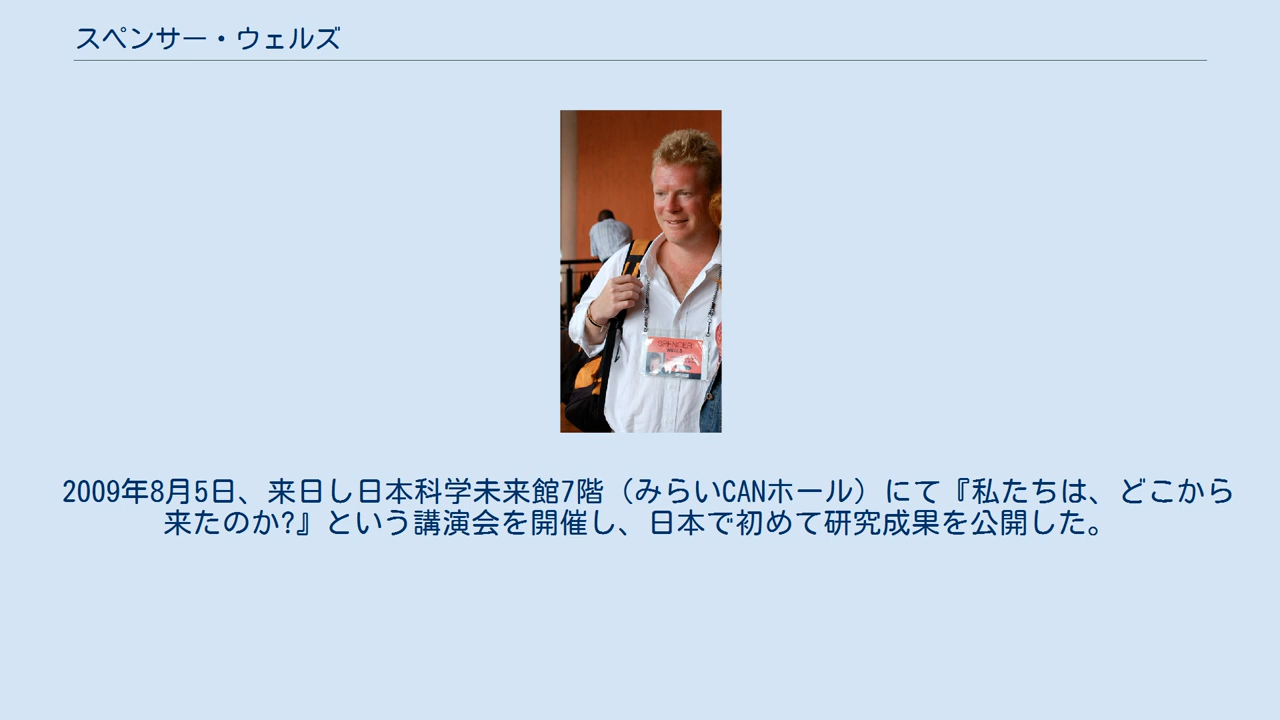 スペンサー・ウェルズ
SPENCER
WELLS
2009年8月5日、来日し日本科学未来館7階（みらいCANホール）にて『私たちは、どこから
来たのか?』という講演会を開催し、日本で初めて研究成果を公開した。